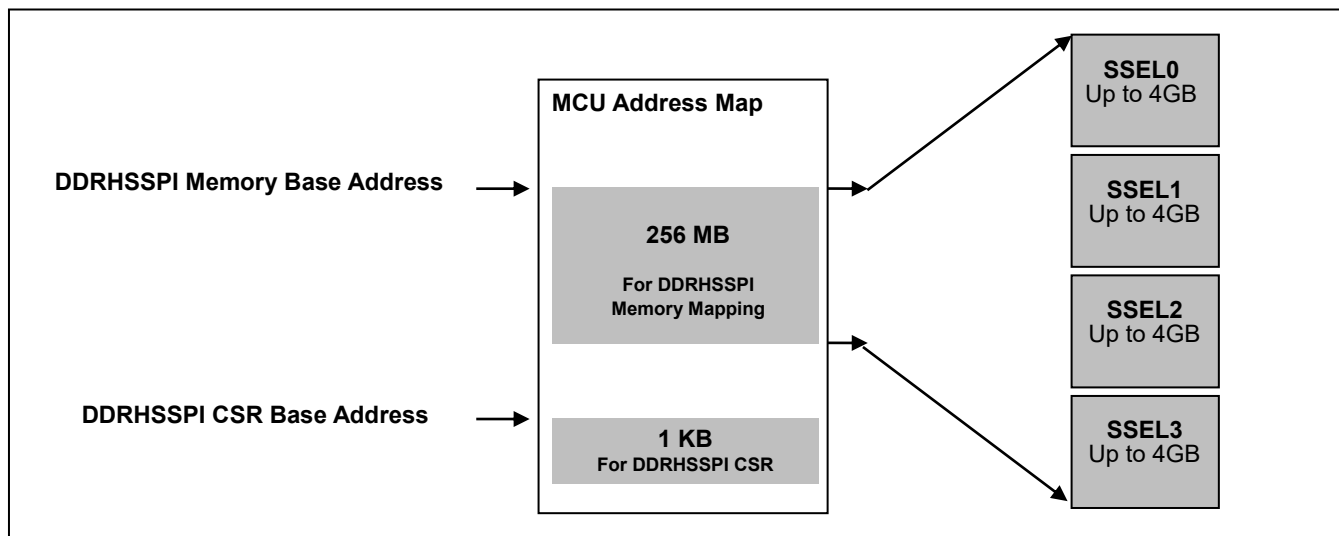 MCU Address Map
DDRHSSPI Memory Base Address
256 MB
For DDRHSSPI
Memory Mapping
DDRHSSPI CSR Base Address
1 KB
For DDRHSSPI CSR
SSEL0
Up to 4GB
SSEL1
Up to 4GB
SSEL2
Up to 4GB
SSEL3
Up to 4GB